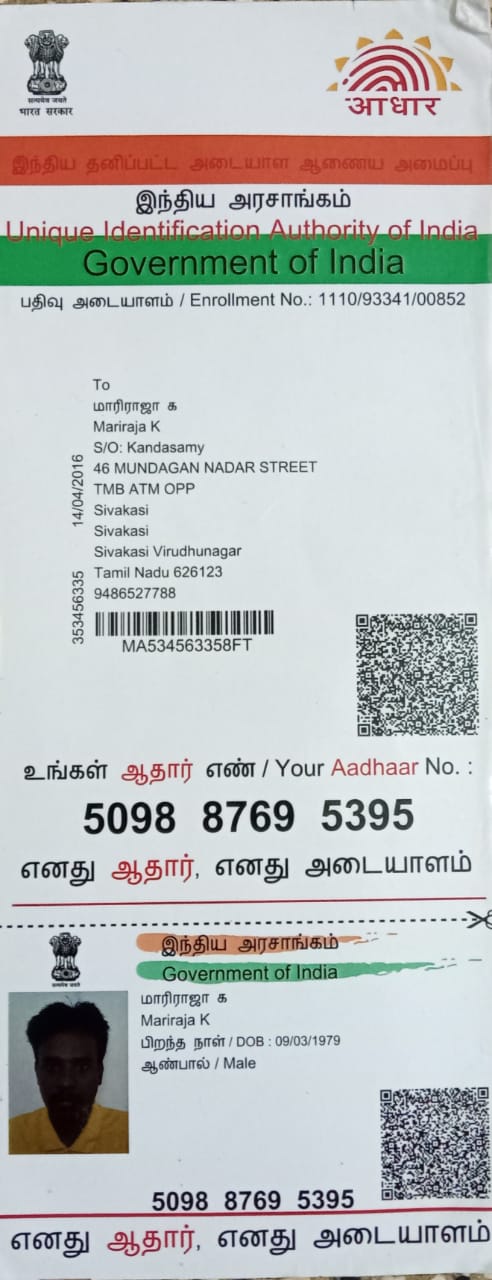 सत्यमेव जयते
भारत सरकार
आधार
இந்திய தனிப்பட்ட அடையாள ஆணைய அமைப்பு
இந்திய அரசாங்கம்
Unique Identification Authority of India
Government of India
பதிவு அடையாளம் / Enrollment No.: 1110/93341/00852
To
மாரிராஜா க
Mariraja K
S/O: Kandasamy
46 MUNDAGAN NADAR STREET
TMB ATM OPP
Sivakasi
Sivakasi
Sivakasi Virudhunagar
Tamil Nadu 626123
9486527788
353456335 14/04/2016
MA534563358FT
உங்கள் ஆதார் எண் / Your Aadhaar No. :
5098 8769 5395
எனது ஆதார், எனது அடையாளம்
सत्यमेव जयते
இந்திய அரசாங்கம்
Government of India
மாரிராஜா க
Mariraja K
பிறந்த நாள் / DOB : 09/03/1979
ஆண்பால் / Male
5098 8769 5395
எனது ஆதார், எனது அடையாளம்